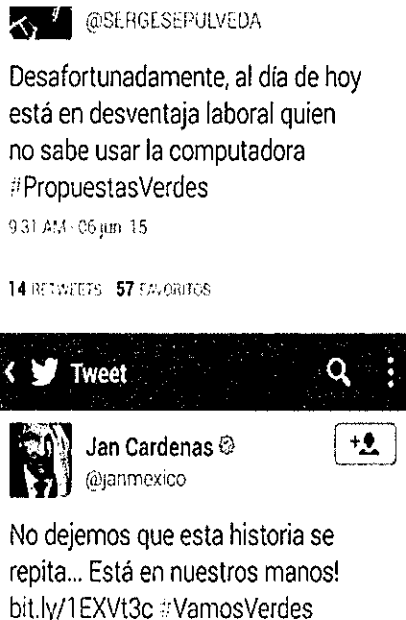 @SERGESEPULVEDA
Desafortunadamente, al día de hoy
está en desventaja laboral quien
no sabe usar la computadora
#PropuestasVerdes
9:31 AM · 06 jun. 15
14 RETWEETS 57 FAVORITOS
Tweet
Jan Cardenas
@janmexico
No dejemos que esta historia se
repita... Está en nuestros manos!
bit.ly/1EXVt3c #VamosVerdes